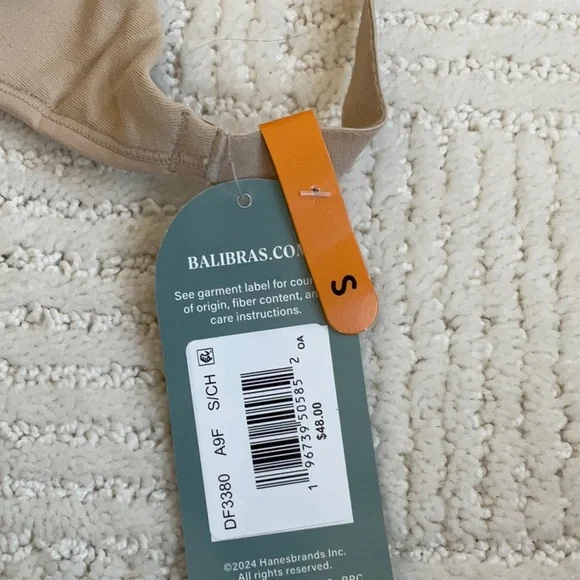 S
BALIBRAS.CO
See garment label for
of origin, fiber content,
care instructions.
DF3380 A9F S/CH
1 96739 50585 2 OA
$48.00
©2024 Hanesbrands Inc.
All rights reserved.